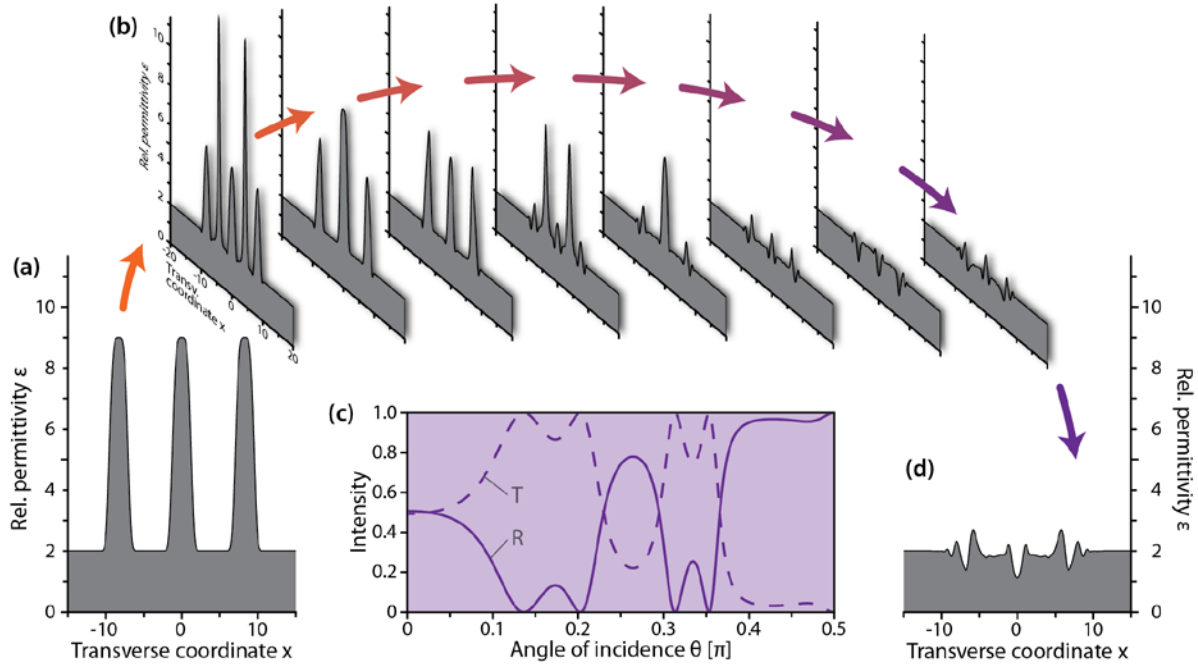 (b)
10
8
6
4
2
0
Rel. permittivity ε
-20
-10
0
10
20
Transv.
coordinate x
(a)
10
8
6
4
2
0
Rel. permittivity ε
-10
0
10
Transverse coordinate x
(c)
1.0
0.8
0.6
0.4
0.2
0
Intensity
T
R
0
0.1
0.2
0.3
0.4
0.5
Angle of incidence θ [π]
(d)
10
8
6
4
2
0
Rel. permittivity ε
-10
0
10
Transverse coordinate x